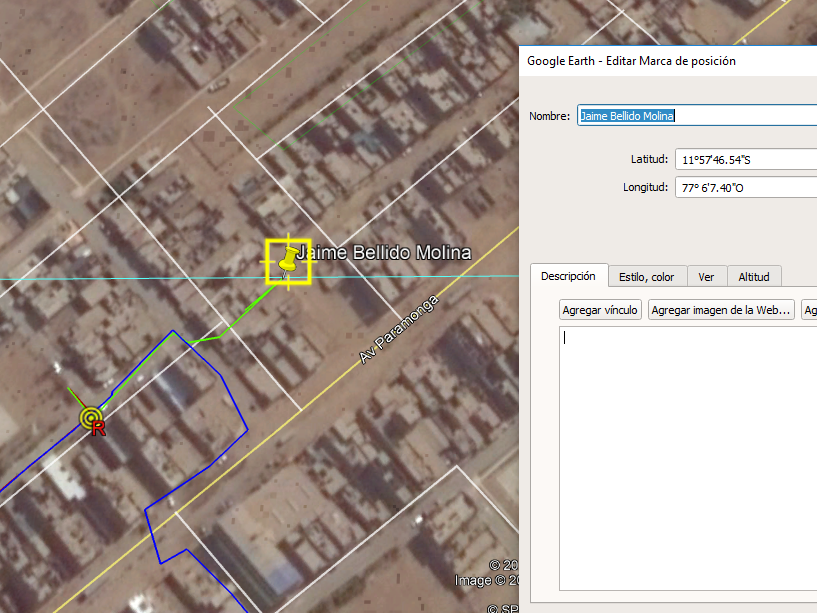 Google Earth - Editar Marca de posición
Nombre: Jaime Bellido Molina
Latitud: 11°57'46.54"S
Longitud: 77° 6'7.40"O
Jaime Bellido Molina
Descripción Estilo, color Ver Altitud
Av Paramonga
Agregar vínculo Agregar imagen de la Web... Ag
R
© 20
Image © 20
© SP